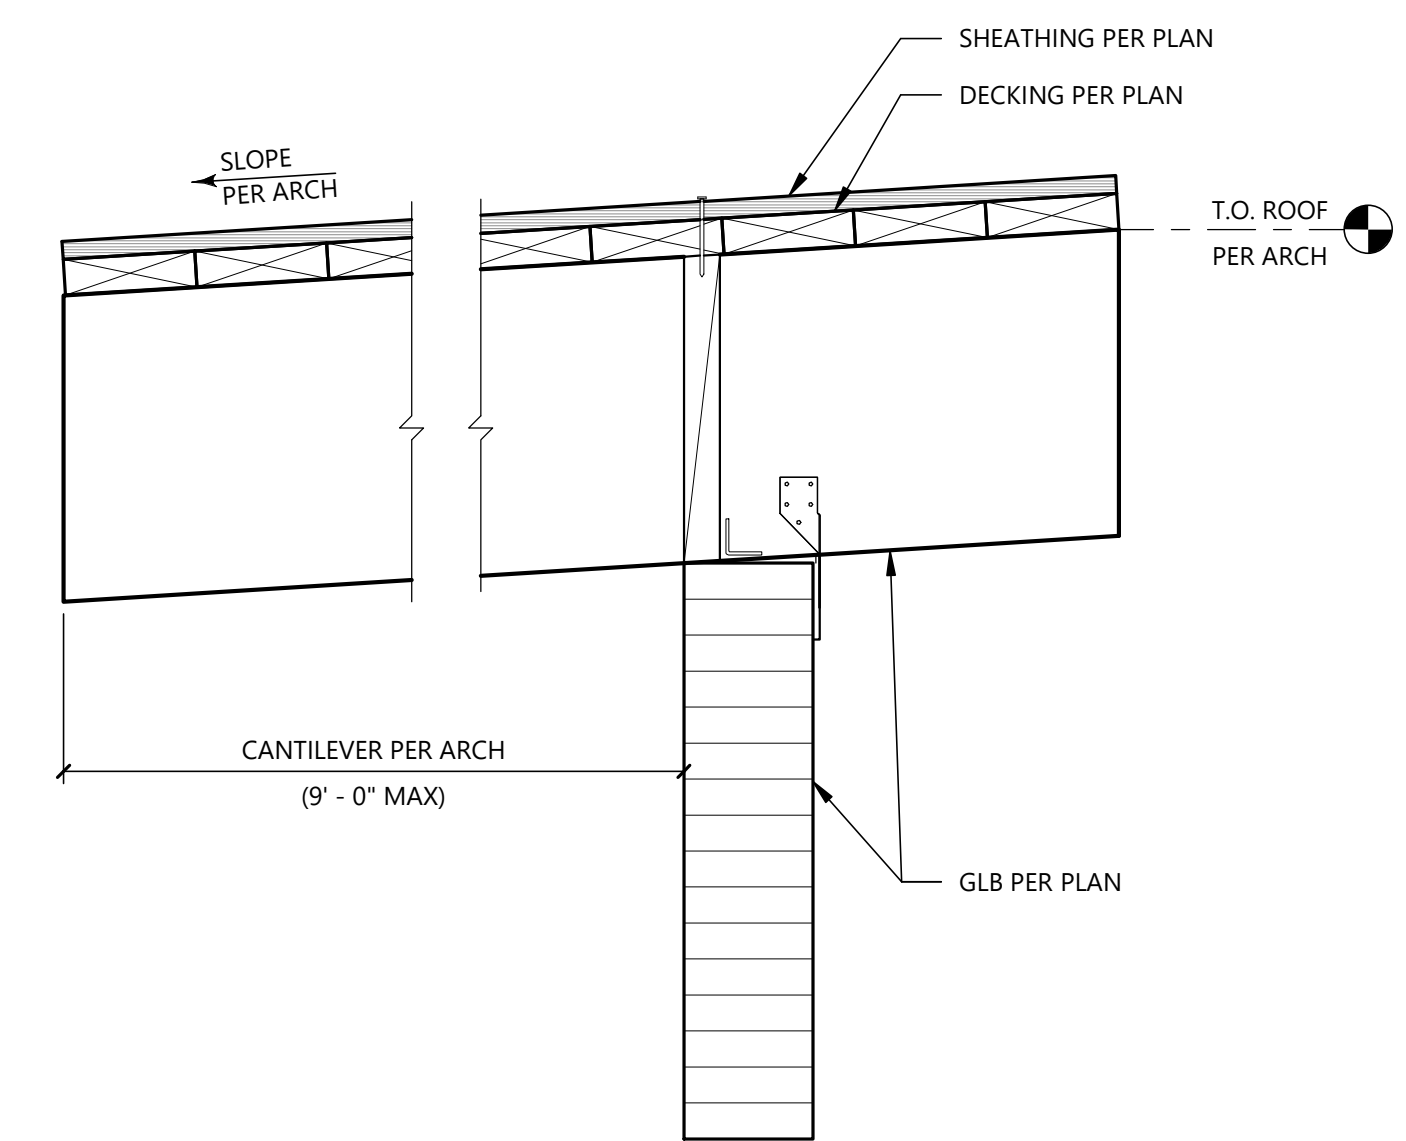 SHEATHING PER PLAN
DECKING PER PLAN
SLOPE
PER ARCH
T.O. ROOF
PER ARCH
CANTILEVER PER ARCH
(9' - 0" MAX)
GLB PER PLAN